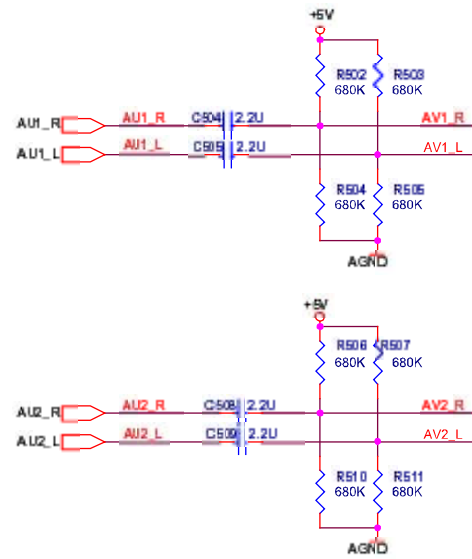 +5V
R502 R503
680K 680K
AU1_R AU1_R C504 2.2U AV1_R
AU1_L AU1_L C505 2.2U AV1_L
R504 R505
680K 680K
AGND
+5V
R506 R507
680K 680K
AU2_R AU2_R C508 2.2U AV2_R
AU2_L AU2_L C509 2.2U AV2_L
R510 R511
680K 680K
AGND